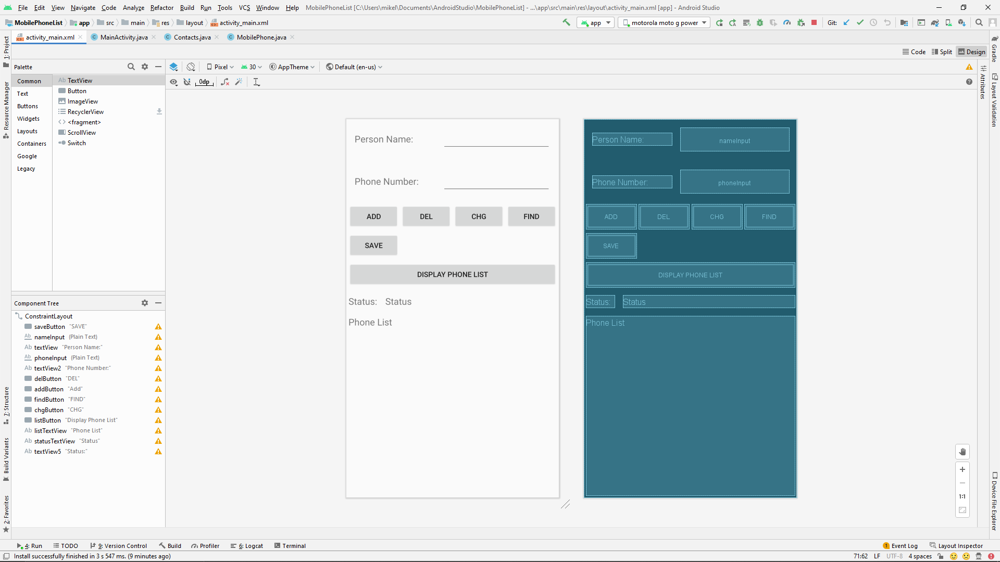 File Edit View Navigate Code Analyze Refactor Build Run Tools VCS Window Help MobilePhoneList [C:\Users\mikel\Documents\AndroidStudio\MobilePhoneList] - ...\app\src\main\res\layout\activity_main.xml [app] - Android Studio
MobilePhoneList app src main res layout activity_main.xml app motorola moto g power Git:
activity_main.xml MainActivity.java Contacts.java MobilePhone.java
Code Split Design
Palette Pixel 30 AppTheme Default (en-us)
0dp
Common
Text
Buttons
Widgets
Layouts
Containers
Google
Legacy
Ab TextView
Button
ImageView
RecyclerView
<fragment>
ScrollView
Switch
Component Tree
ConstraintLayout
saveButton "SAVE"
Ab nameInput (Plain Text)
Ab textView "Person Name:"
Ab phoneInput (Plain Text)
Ab textView2 "Phone Number:"
delButton "DEL"
addButton "Add"
findButton "FIND"
chgButton "CHG"
listButton "Display Phone List"
Ab listTextView "Phone List"
Ab statusTextView "Status"
Ab textView5 "Status:"
Person Name:
Phone Number:
ADD DEL CHG FIND
SAVE
DISPLAY PHONE LIST
Status: Status
Phone List
Person Name: nameInput
Phone Number: phoneInput
ADD DEL CHG FIND
SAVE
DISPLAY PHONE LIST
Status: Status
Phone List
1:1
1: Project
Resource Manager
7: Structure
Build Variants
2: Favorites
Gradle
Layout Validation
Attributes
Device File Explorer
4: Run TODO 9: Version Control Build Profiler 6: Logcat Terminal 1 Event Log Layout Inspector
Install successfully finished in 3 s 547 ms. (9 minutes ago) 71:62 LF UTF-8 4 spaces